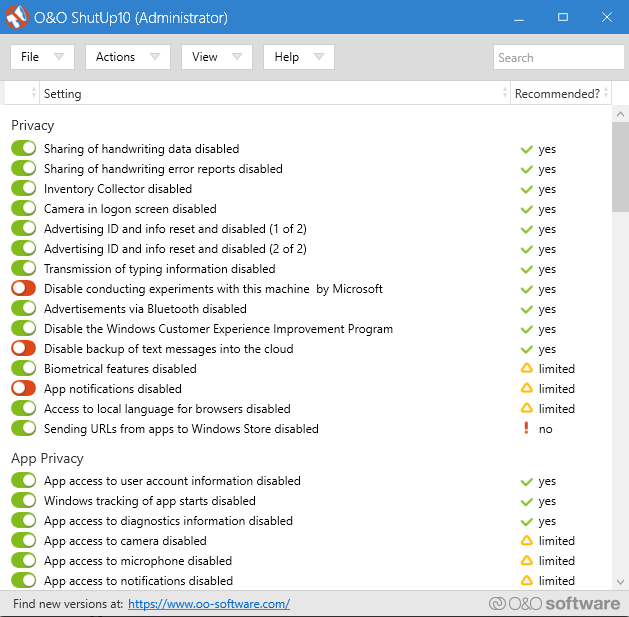 O&O ShutUp10 (Administrator)
File Actions View Help Search
Setting Recommended?
Privacy
Sharing of handwriting data disabled yes
Sharing of handwriting error reports disabled yes
Inventory Collector disabled yes
Camera in logon screen disabled yes
Advertising ID and info reset and disabled (1 of 2) yes
Advertising ID and info reset and disabled (2 of 2) yes
Transmission of typing information disabled yes
Disable conducting experiments with this machine  by Microsoft yes
Advertisements via Bluetooth disabled yes
Disable the Windows Customer Experience Improvement Program yes
Disable backup of text messages into the cloud yes
Biometrical features disabled limited
App notifications disabled limited
Access to local language for browsers disabled limited
Sending URLs from apps to Windows Store disabled no
App Privacy
App access to user account information disabled yes
Windows tracking of app starts disabled yes
App access to diagnostics information disabled yes
App access to camera disabled limited
App access to microphone disabled limited
App access to notifications disabled limited
Find new versions at: https://www.oo-software.com/ O&O software